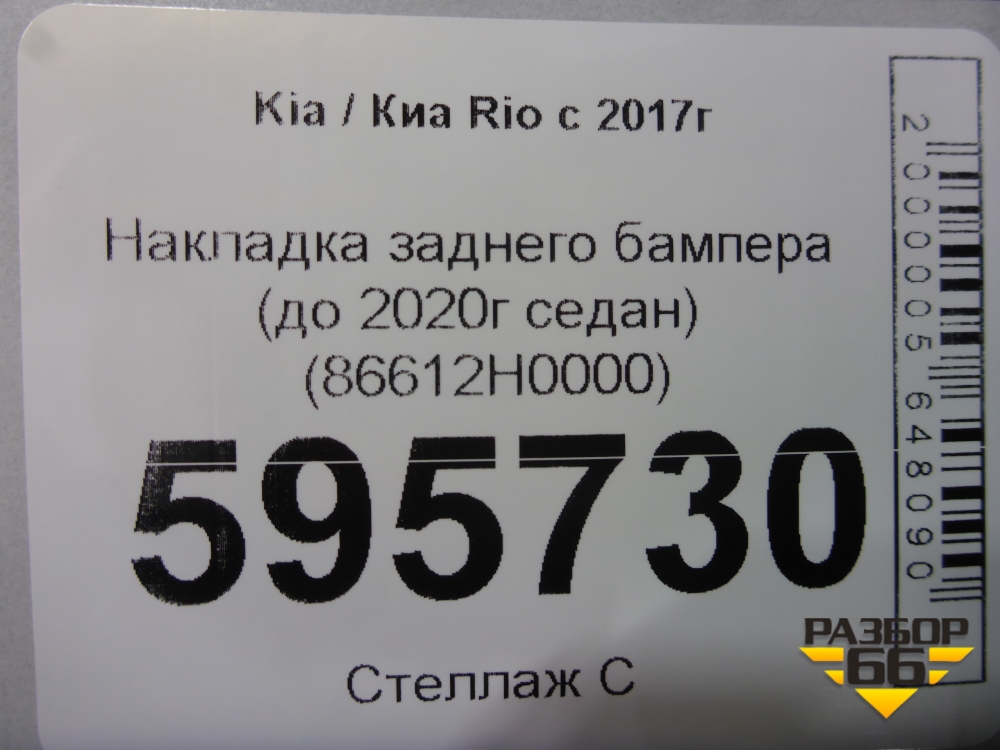 Kia / Киа Rio с 2017г
Накладка заднего бампера
(до 2020г седан)
(86612H0000)
595730
Стеллаж С
2000005648090
РАЗБОР
66